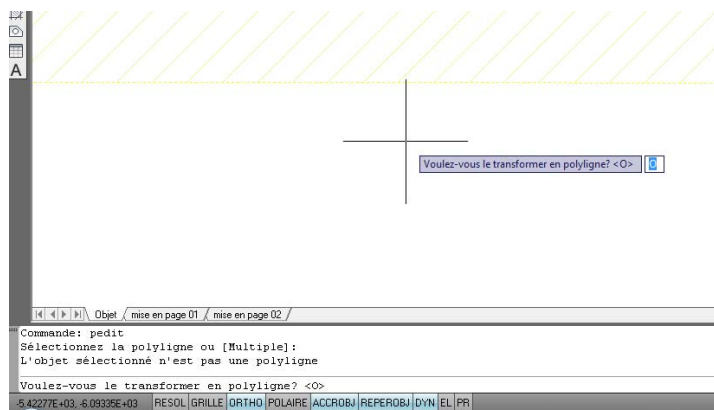 A
Voulez-vous le transformer en polyligne? <O> O
Objet mise en page 01 mise en page 02
Commande: pedit
Sélectionnez la polyligne ou [Multiple]:
L'objet sélectionné n'est pas une polyligne
Voulez-vous le transformer en polyligne? <O>
-5.42277E+03, -6.09335E+03 RESOL GRILLE ORTHO POLAIRE ACCROBJ REPEROBJ DYN EL PR